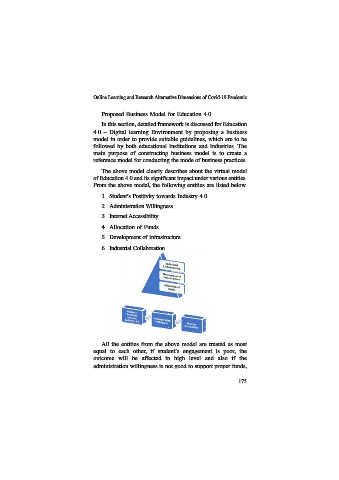 Online Learning and Research Alternative Dimensions of Covid-19 Pandemic
Proposed Business Model for Education 4.0
In this section, detailed framework is discussed for Education
4.0 – Digital learning Environment by proposing a business
model in order to provide suitable guidelines, which are to be
followed by both educational institutions and industries. The
main purpose of constructing business model is to create a
reference model for conducting the mode of business practices.
The above model clearly describes about the virtual model
of Education 4.0 and its significant impact under various entities.
From the above model, the following entities are listed below.
1 Student's Positivity towards Industry 4.0
2 Administration Willingness
3 Internet Accessibility
4 Allocation of Funds
5 Development of Infrastructure
6 Industrial Collaboration
All the entities from the above model are treated as most
equal to each other, if student's engagement is poor, the
outcome will be affected in high level and also if the
administration willingness is not good to support proper funds,
175